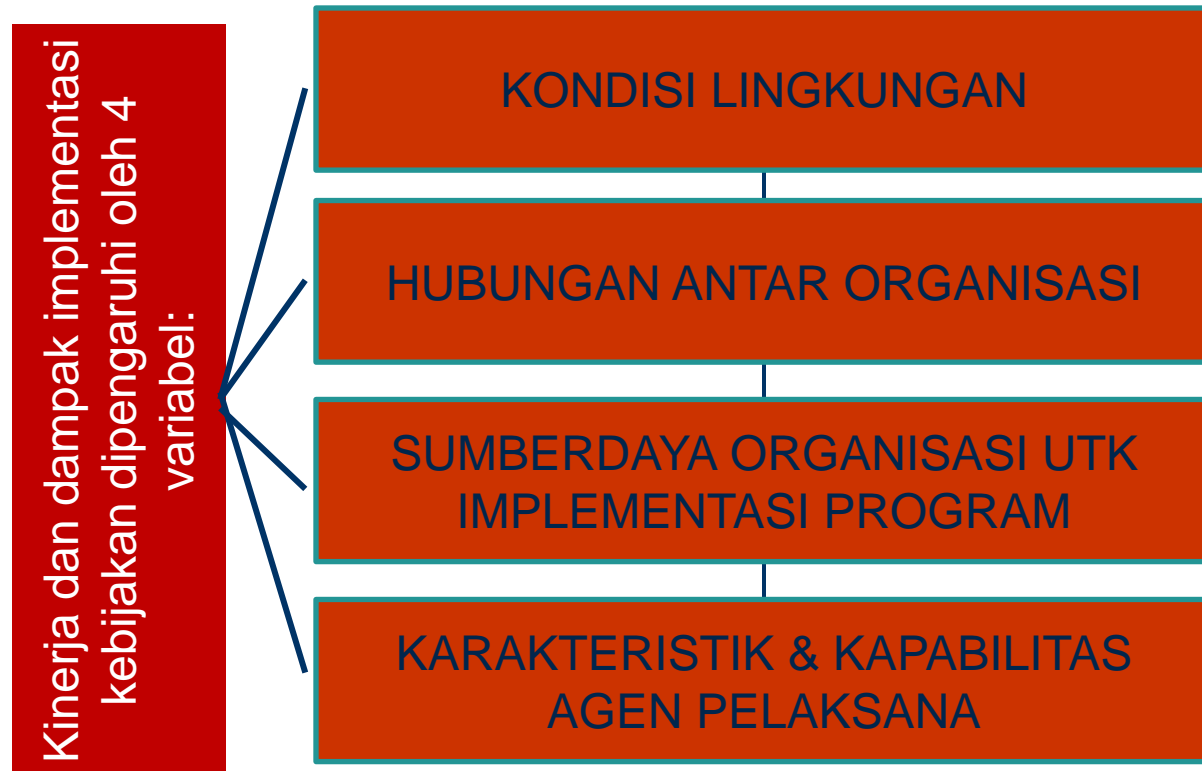 Kinerja dan dampak implementasi
kebijakan dipengaruhi oleh 4
variabel:
KONDISI LINGKUNGAN
HUBUNGAN ANTAR ORGANISASI
SUMBERDAYA ORGANISASI UTK
IMPLEMENTASI PROGRAM
KARAKTERISTIK & KAPABILITAS
AGEN PELAKSANA